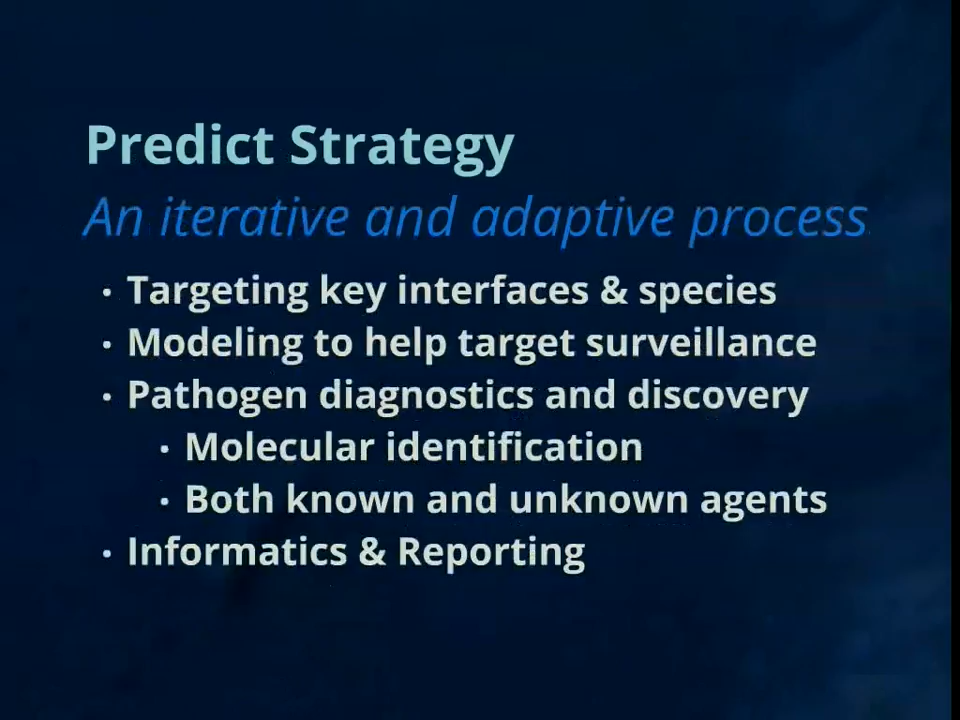 Predict Strategy
An iterative and adaptive process
• Targeting key interfaces & species
• Modeling to help target surveillance
• Pathogen diagnostics and discovery
• Molecular identification
• Both known and unknown agents
• Informatics & Reporting